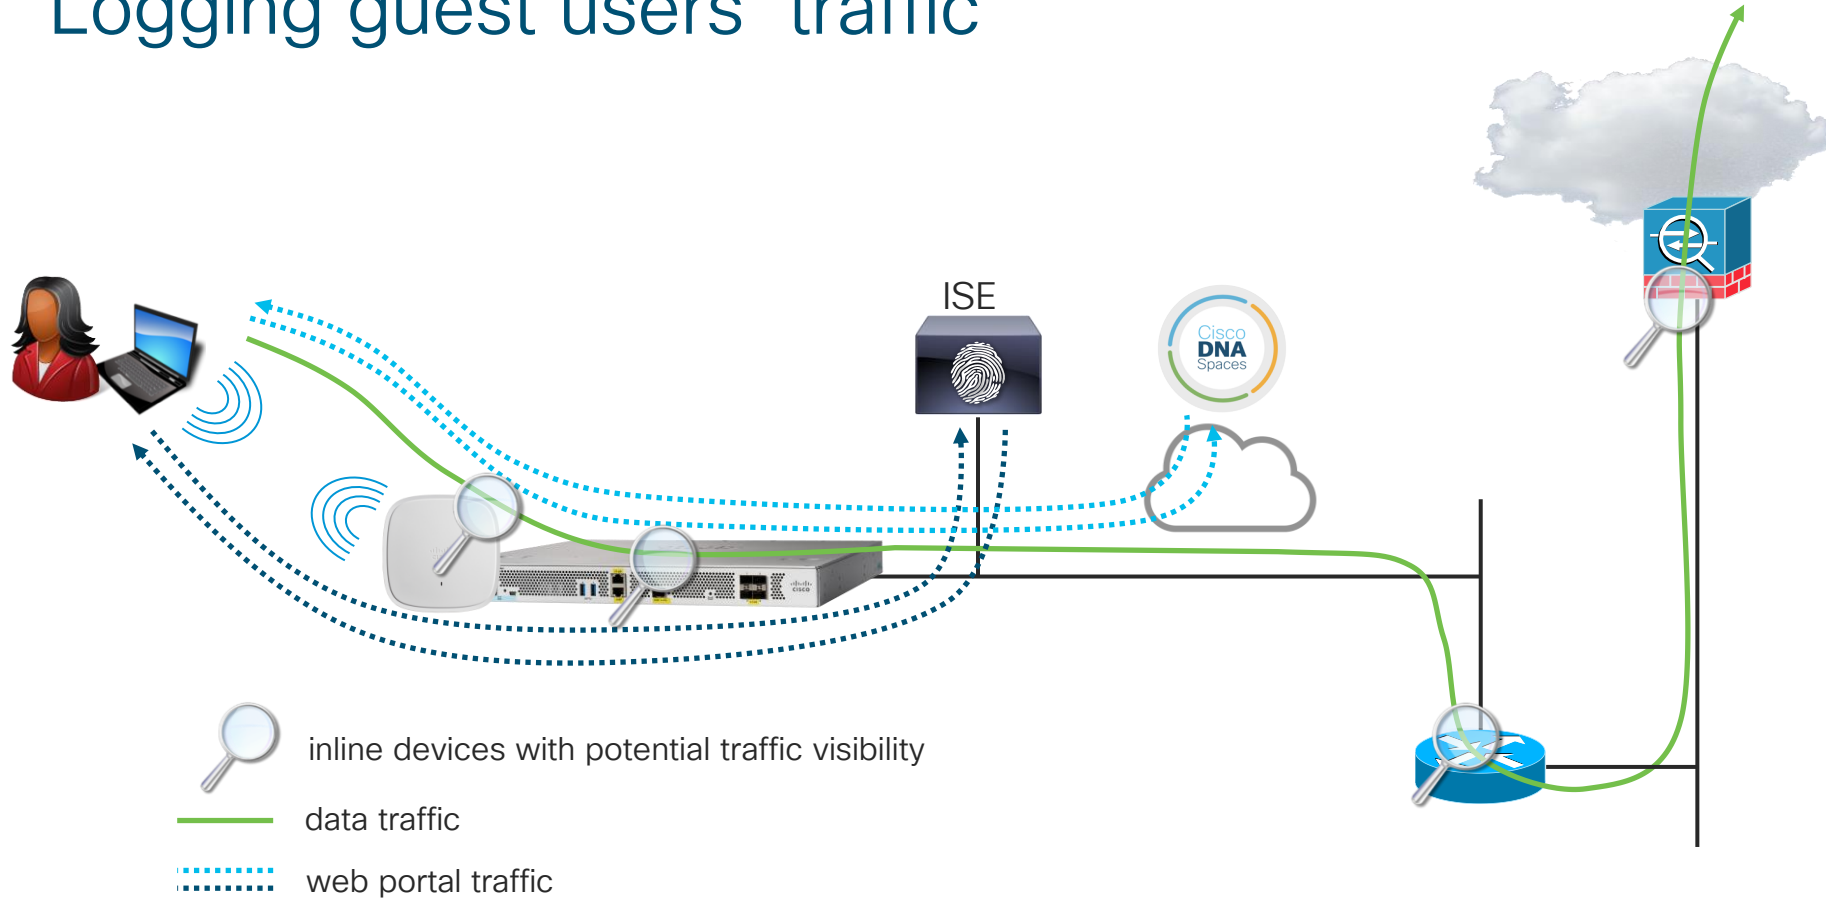 Logging guest users' traffic
ISE
Cisco
DNA
Spaces
cisco
inline devices with potential traffic visibility
data traffic
web portal traffic